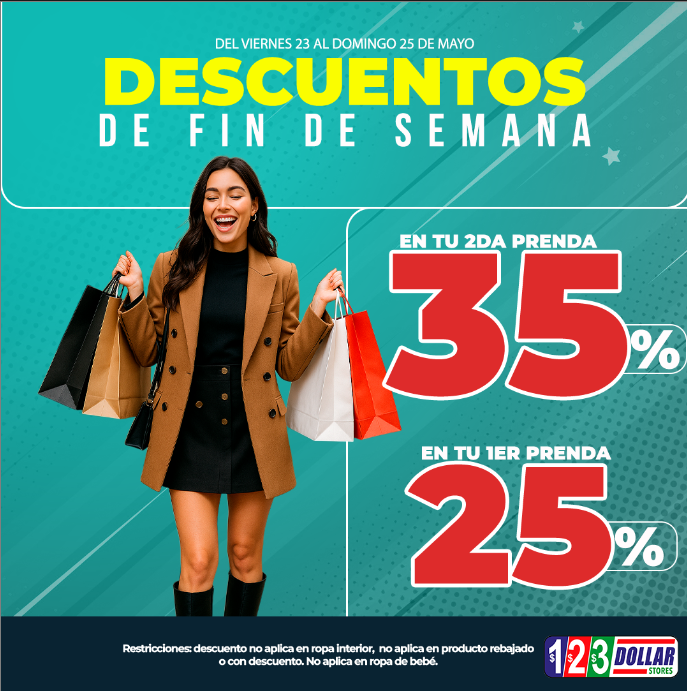 DEL VIERNES 23 AL DOMINGO 25 DE MAYO
DESCUENTOS
DE FIN DE SEMANA
EN TU 2DA PRENDA
35%
EN TU 1ER PRENDA
25%
Restricciones: descuento no aplica en ropa interior, no aplica en producto rebajado
o con descuento. No aplica en ropa de bebé.
$1 $2 $3 DOLLAR
STORES